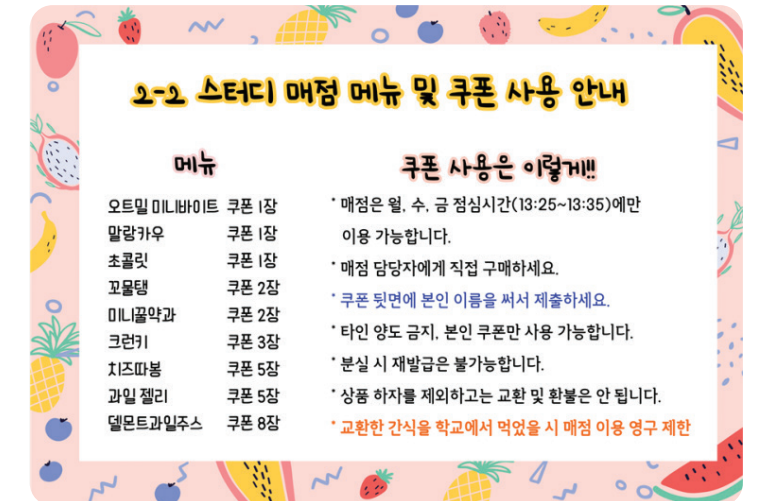 2-2 스터디 매점 메뉴 및 쿠폰 사용 안내
메뉴
오트밀 미니바이트 쿠폰 1장
말랑카우 쿠폰 1장
초콜릿 쿠폰 1장
꼬물탱 쿠폰 2장
미니꿀약과 쿠폰 2장
크런키 쿠폰 3장
치즈따봉 쿠폰 5장
과일 젤리 쿠폰 5장
델몬트과일주스 쿠폰 8장
쿠폰 사용은 이렇게!!!
* 매점은 월, 수, 금 점심시간(13:25~13:35)에만
이용 가능합니다.
* 매점 담당자에게 직접 구매하세요.
* 쿠폰 뒷면에 본인 이름을 써서 제출하세요.
* 타인 양도 금지, 본인 쿠폰만 사용 가능합니다.
* 분실 시 재발급은 불가능합니다.
* 상품 하자를 제외하고는 교환 및 환불은 안 됩니다.
* 교환한 간식을 학교에서 먹었을 시 매점 이용 영구 제한